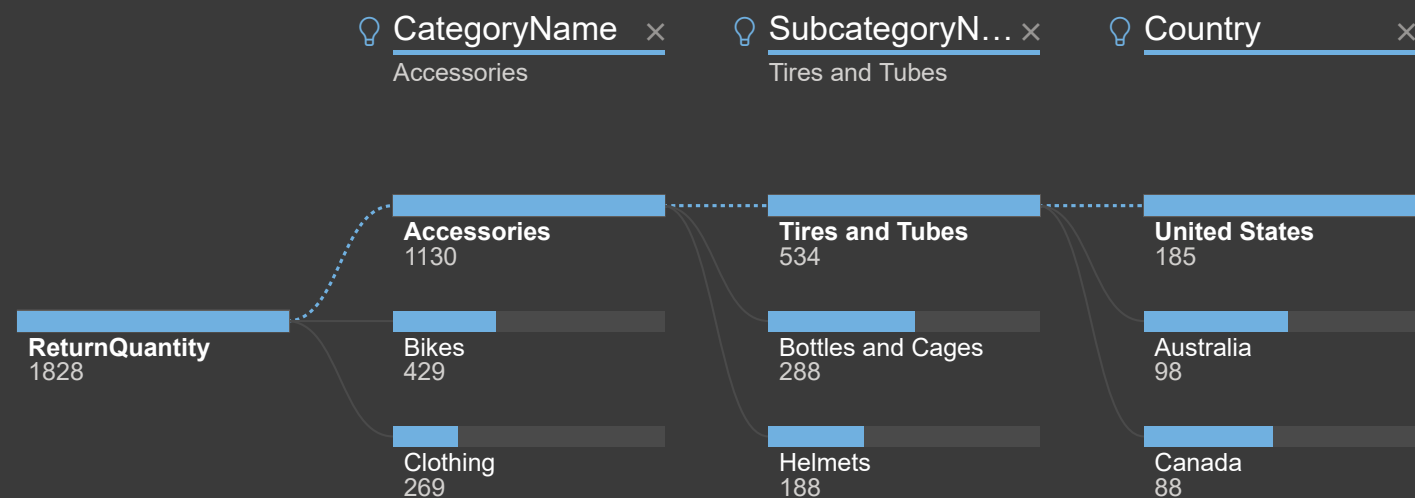 CategoryName
SubcategoryN...
Country
Accessories
Tires and Tubes
Accessories
1130
Tires and Tubes
534
United States
185
ReturnQuantity
1828
Bikes
429
Bottles and Cages
288
Australia
98
Clothing
269
Helmets
188
Canada
88